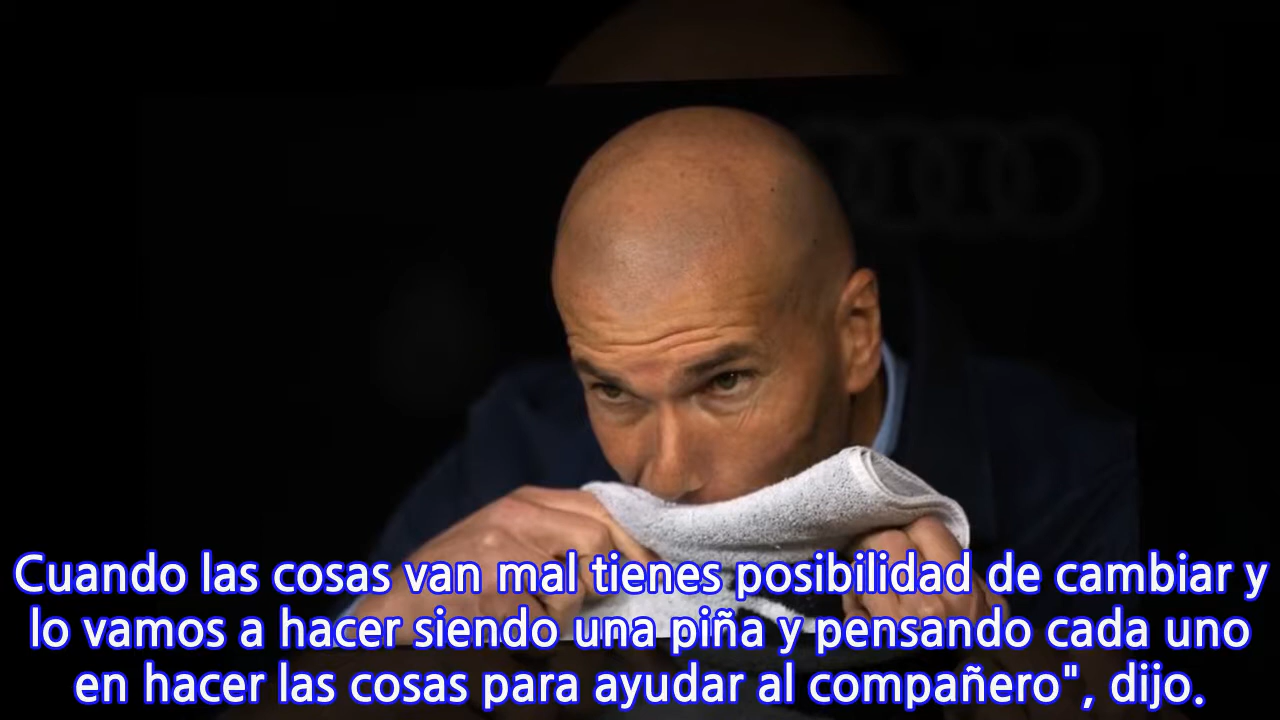 Cuando las cosas van mal tienes posibilidad de cambiar y
lo vamos a hacer siendo una piña y pensando cada uno
en hacer las cosas para ayudar al compañero", dijo.